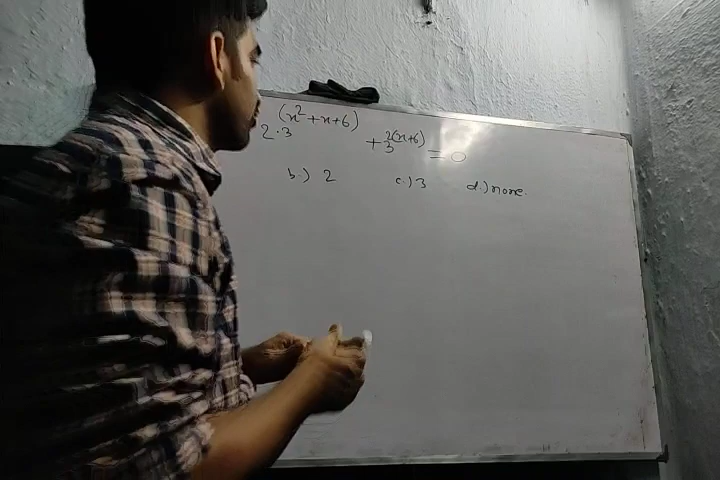 2·3^(x²+x+6) + 3^2(x+6) = 0
b.) 2 c.) 3 d.) none.